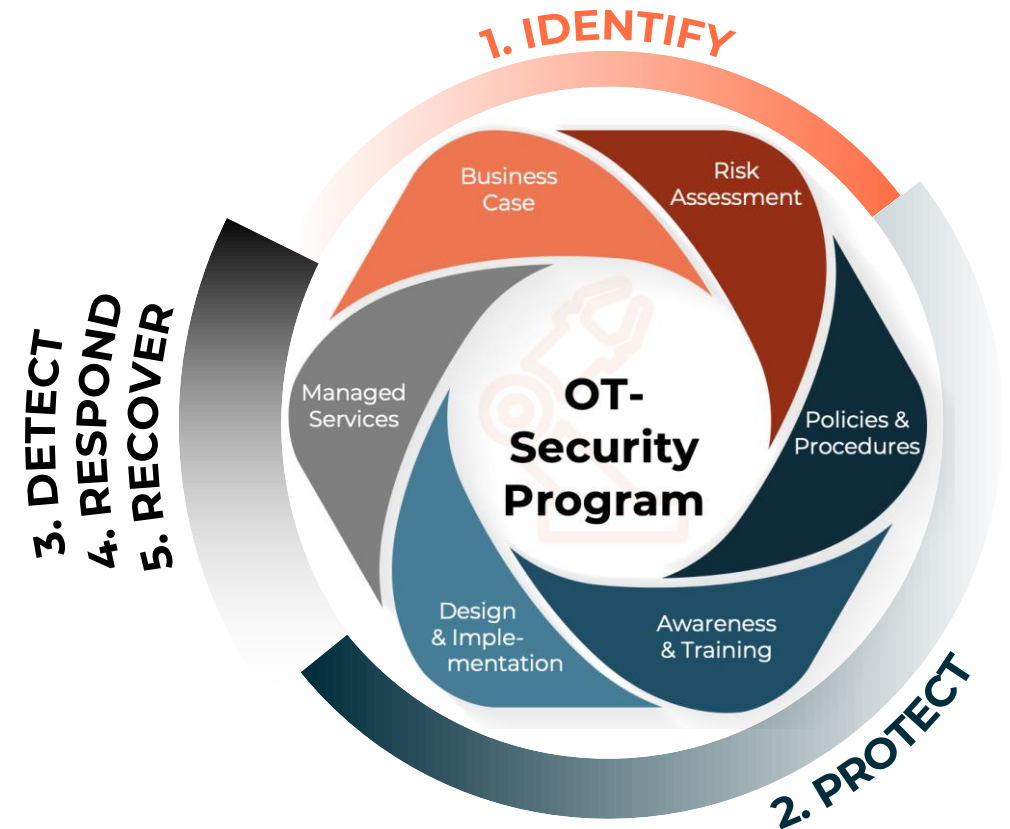 1. IDENTIFY
Business
Case
Risk
Assessment
Policies &
Procedures
Awareness
& Training
Design
& Imple-
mentation
Managed
Services
OT-
Security
Program
2. PROTECT
3. DETECT
4. RESPOND
5. RECOVER